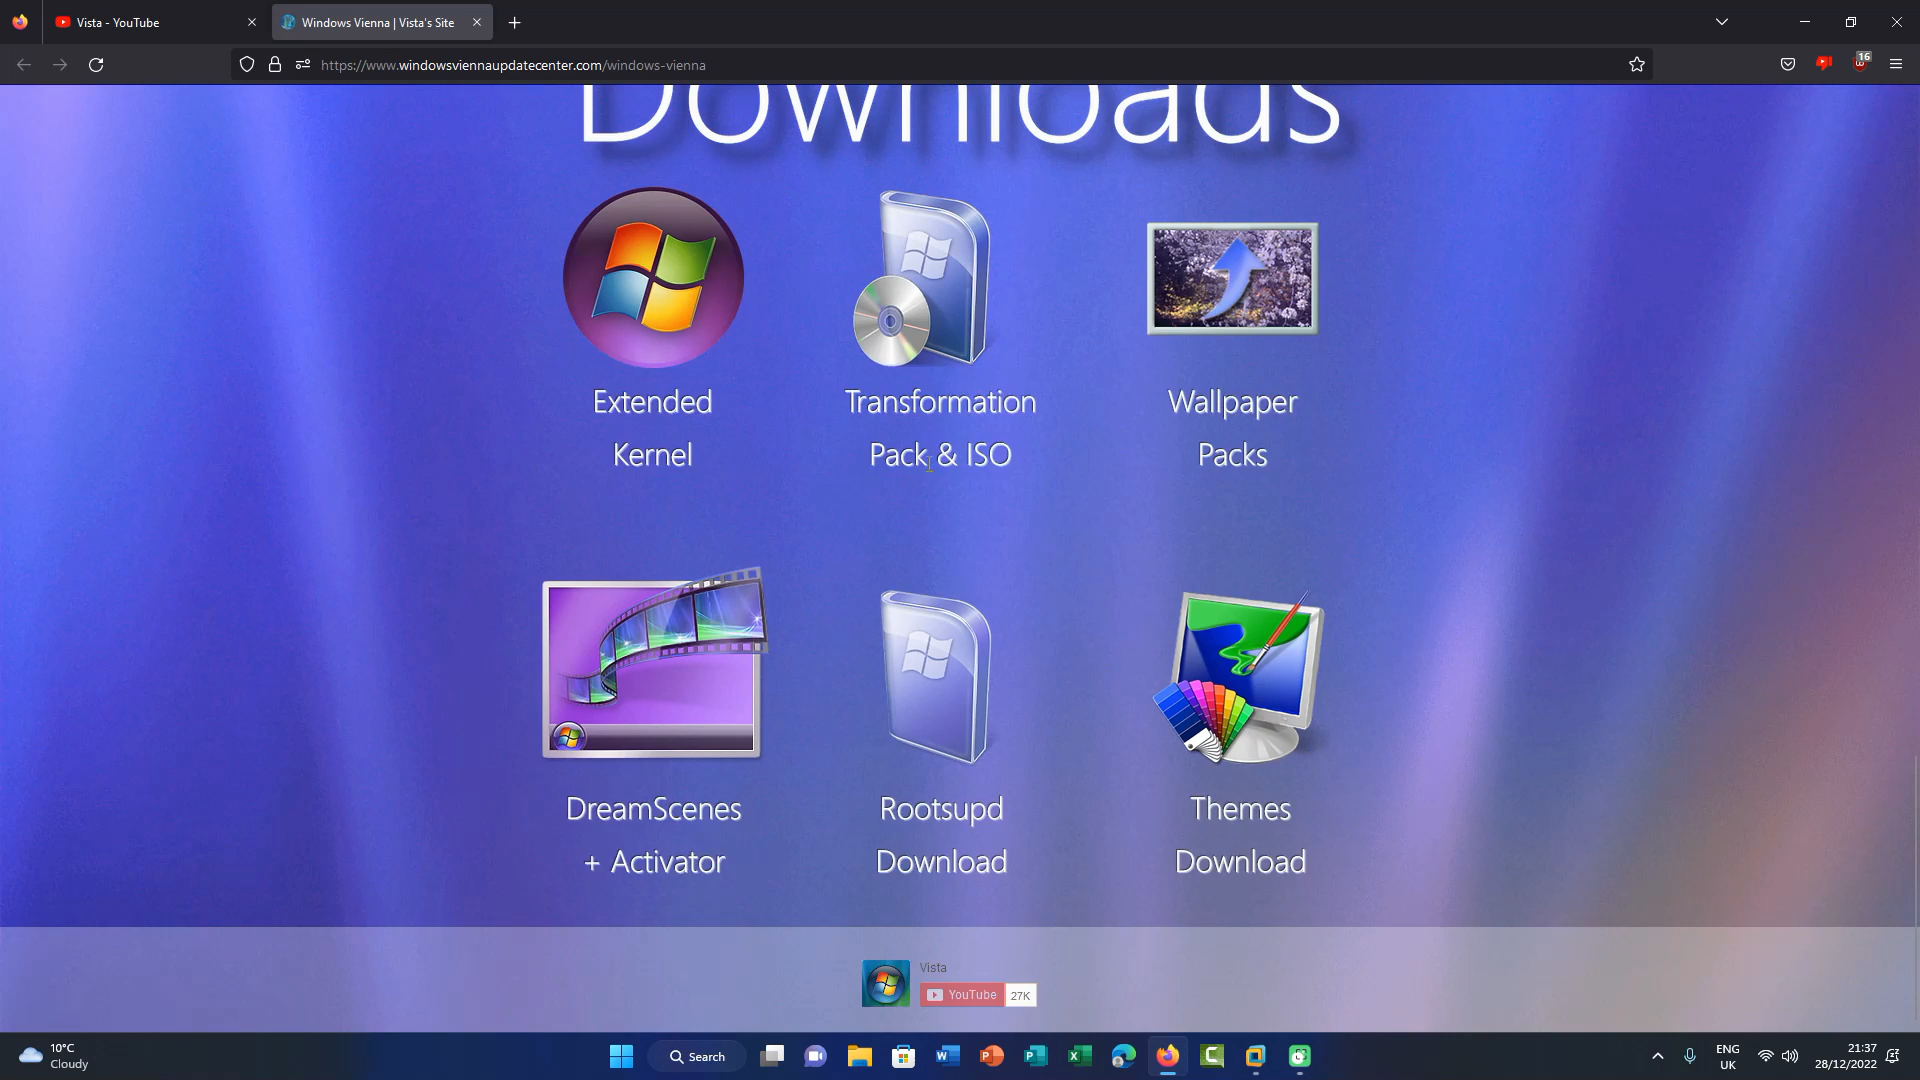 Vista - YouTube
Windows Vienna | Vista's Site
https://www.windowsviennaupdatecenter.com/windows-vienna
16
Downloads
Extended
Kernel
Transformation
Pack & ISO
Wallpaper
Packs
DreamScenes
+ Activator
Rootsupd
Download
Themes
Download
Vista
YouTube
27K
10°C
Cloudy
Search
ENG
UK
21:37
28/12/2022